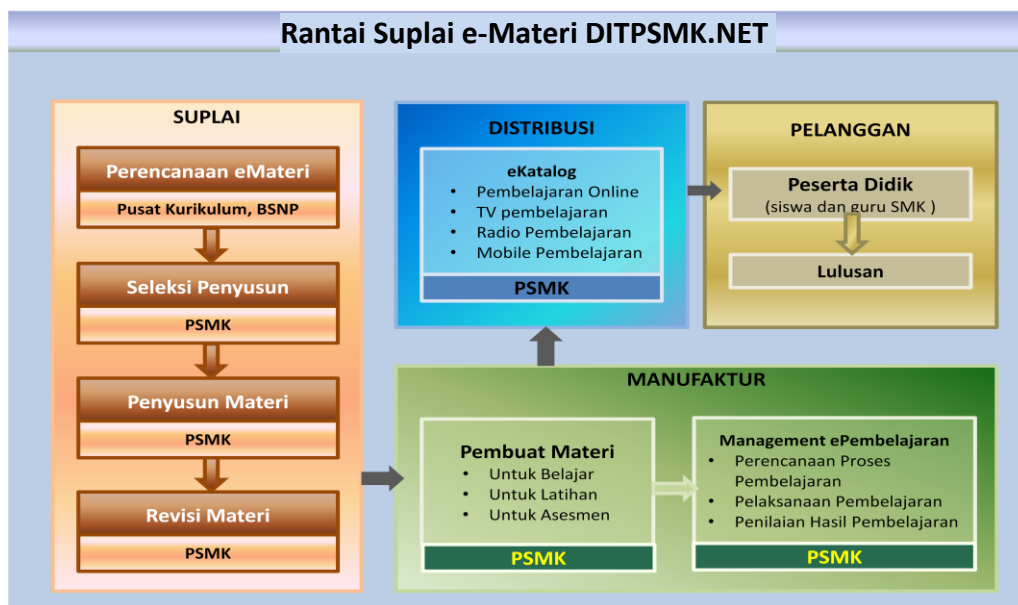 Rantai Suplai e-Materi DITPSMK.NET
SUPLAI
Perencanaan eMateri
Pusat Kurikulum, BSNP
Seleksi Penyusun
PSMK
Penyusun Materi
PSMK
Revisi Materi
PSMK
DISTRIBUSI
eKatalog
• Pembelajaran Online
• TV pembelajaran
• Radio Pembelajaran
• Mobile Pembelajaran
PSMK
PELANGGAN
Peserta Didik
(siswa dan guru SMK )
Lulusan
MANUFAKTUR
Pembuat Materi
• Untuk Belajar
• Untuk Latihan
• Untuk Asesmen
PSMK
Management ePembelajaran
• Perencanaan Proses
Pembelajaran
• Pelaksanaan Pembelajaran
• Penilaian Hasil Pembelajaran
PSMK